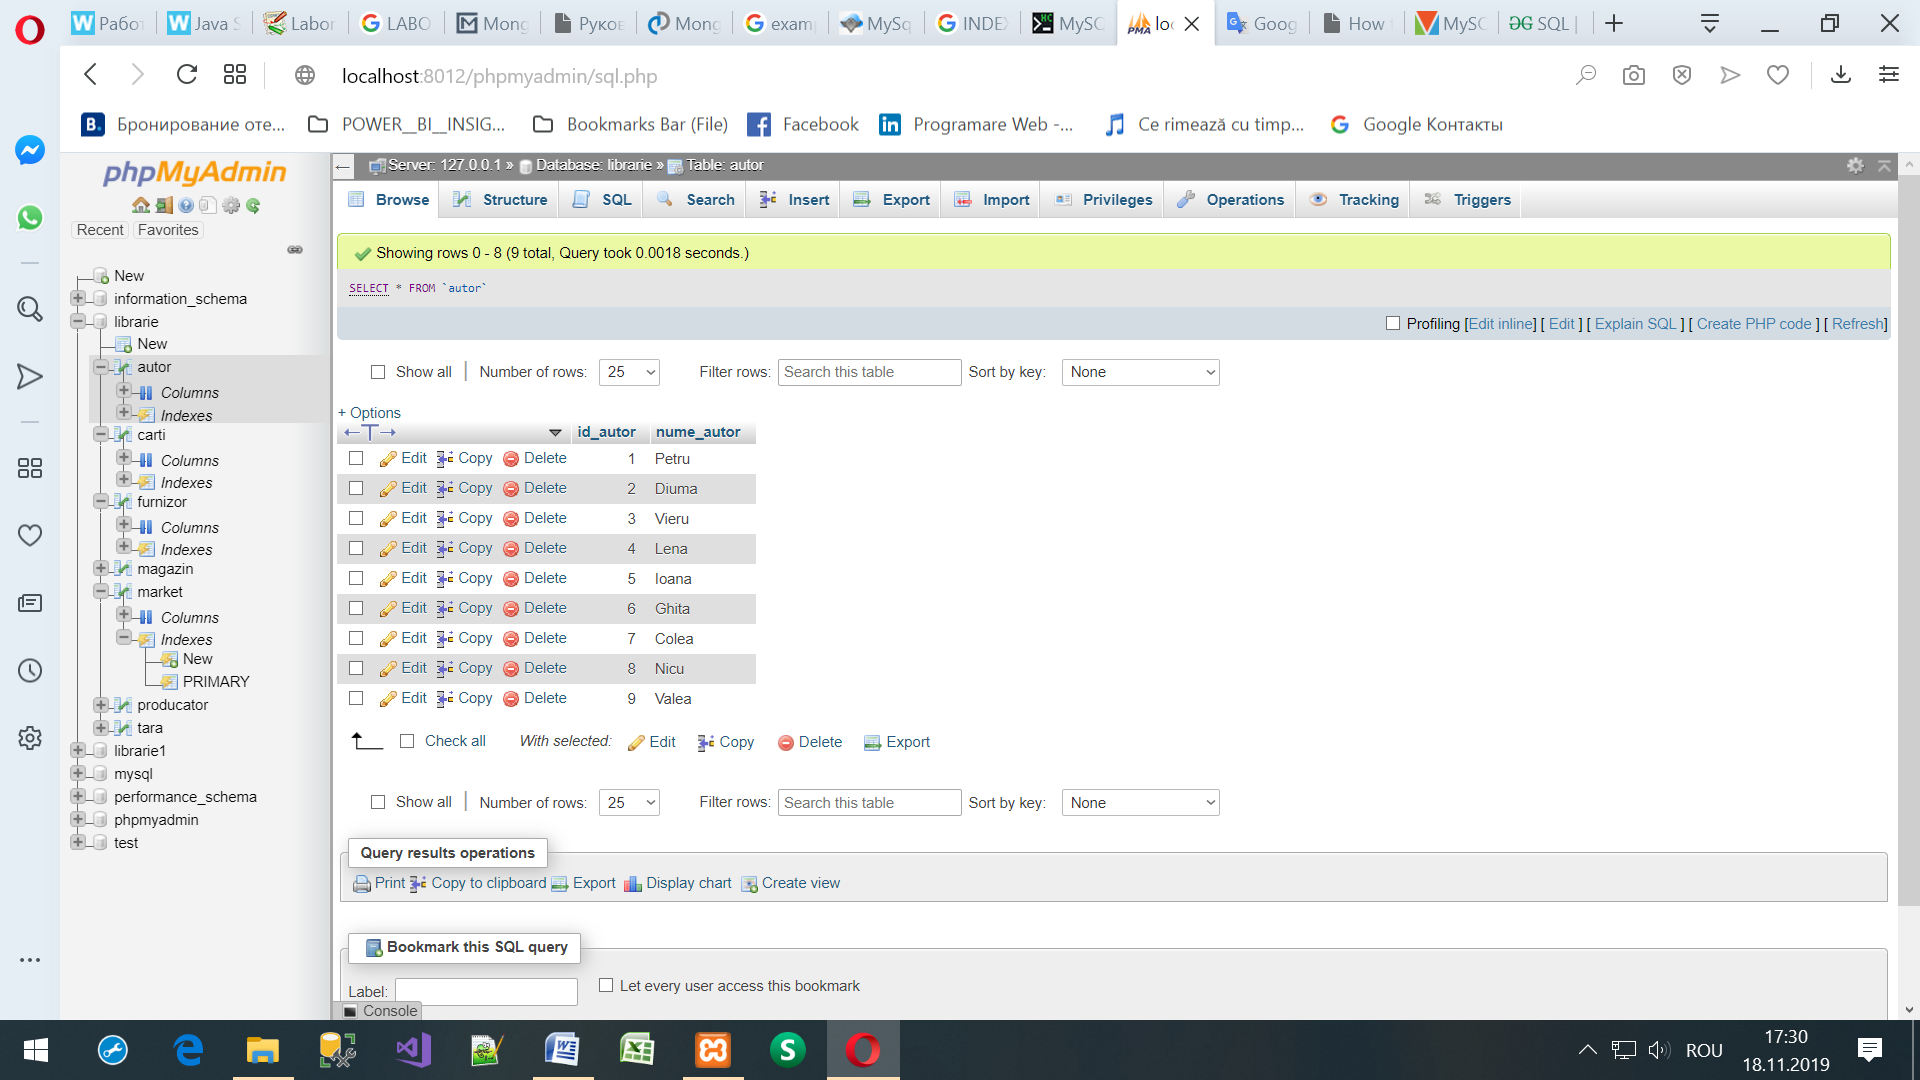 Работ
Java S
Labor
LABO
Mong
Руков
Mong
examp
MySq
INDEX
MySC
loc
Goog
How t
MySC
SQL |
localhost:8012/phpmyadmin/sql.php
Бронирование оте...
POWER__BI__INSIG...
Bookmarks Bar (File)
Facebook
Programare Web -...
Ce rimează cu timp...
Google Контакты
phpMyAdmin
Recent
Favorites
New
information_schema
librarie
New
autor
Columns
Indexes
carti
Columns
Indexes
furnizor
Columns
Indexes
magazin
market
Columns
Indexes
New
PRIMARY
producator
tara
librarie1
mysql
performance_schema
phpmyadmin
test
Server: 127.0.0.1 » Database: librarie » Table: autor
Browse Structure SQL Search Insert Export Import Privileges Operations Tracking Triggers
Showing rows 0 - 8 (9 total, Query took 0.0018 seconds.)
SELECT * FROM `autor`
Profiling [Edit inline] [ Edit ] [ Explain SQL ] [ Create PHP code ] [ Refresh]
Show all | Number of rows: 25 Filter rows: Search this table Sort by key: None
+ Options
id_autor nume_autor
Edit Copy Delete 1 Petru
Edit Copy Delete 2 Diuma
Edit Copy Delete 3 Vieru
Edit Copy Delete 4 Lena
Edit Copy Delete 5 Ioana
Edit Copy Delete 6 Ghita
Edit Copy Delete 7 Colea
Edit Copy Delete 8 Nicu
Edit Copy Delete 9 Valea
Check all With selected: Edit Copy Delete Export
Show all | Number of rows: 25 Filter rows: Search this table Sort by key: None
Query results operations
Print Copy to clipboard Export Display chart Create view
Bookmark this SQL query
Label: Let every user access this bookmark
Console
ROU
17:30
18.11.2019